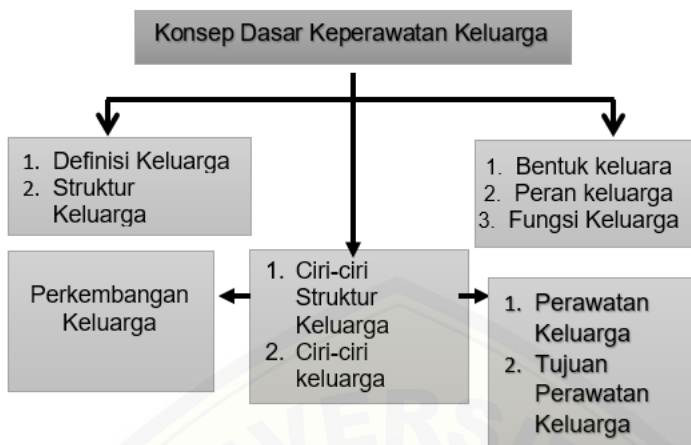 Konsep Dasar Keperawatan Keluarga
1. Definisi Keluarga
2. Struktur
Keluarga
1. Bentuk keluara
2. Peran keluarga
3. Fungsi Keluarga
Perkembangan
Keluarga
1. Ciri-ciri
Struktur
Keluarga
2. Ciri-ciri
keluarga
1. Perawatan
Keluarga
2. Tujuan
Perawatan
Keluarga